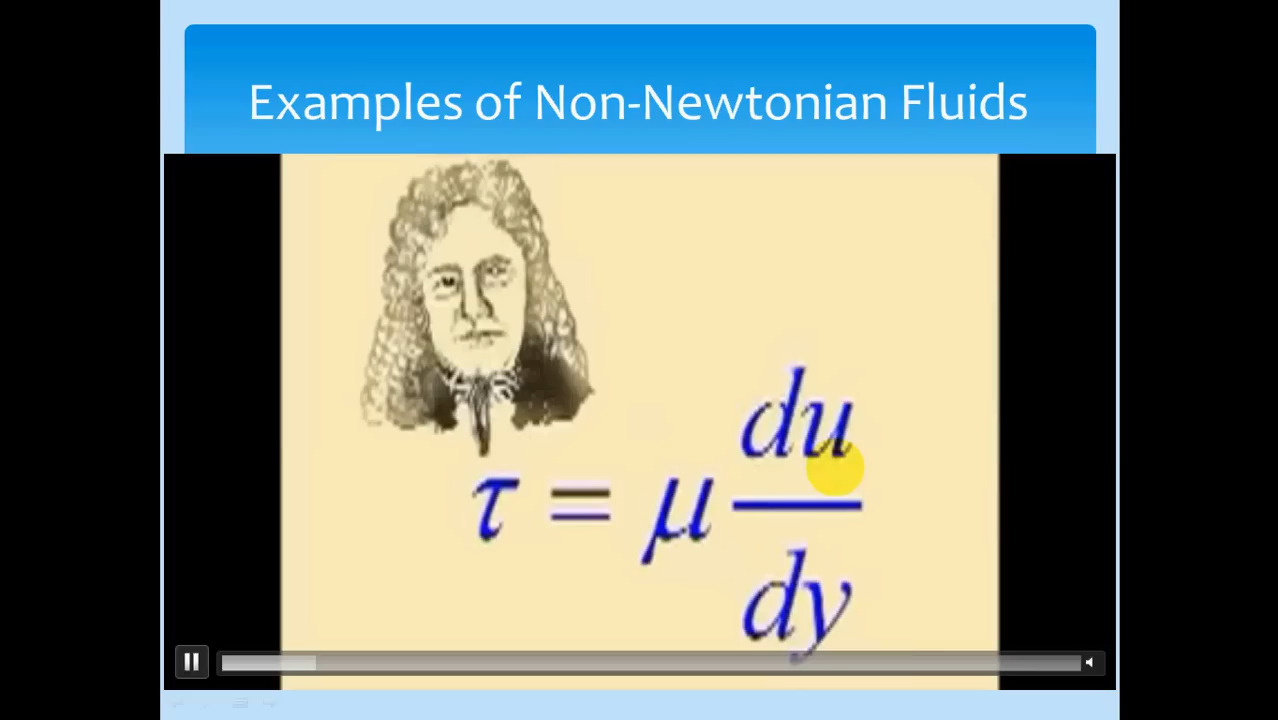 Examples of Non-Newtonian Fluids
τ = μ du/dy